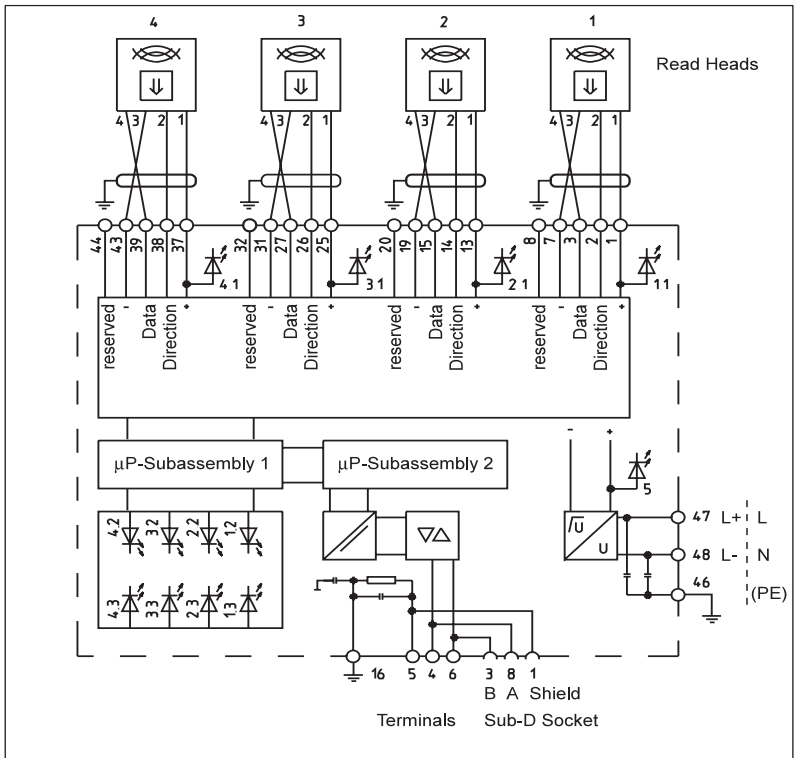 4 3 2 1
Read Heads
4 3 2 1 4 3 2 1 4 3 2 1 4 3 2 1
44 43 39 38 37 32 31 27 26 25 20 19 15 14 13 8 7 3 2 1
4 1 3 1 2 1 1 1
reserved - Data Direction + reserved - Data Direction + reserved - Data Direction + reserved - Data Direction +
- +
µP-Subassembly 1 µP-Subassembly 2
5
4.2 3.2 2.2 1.2
U U
47 L+ L
48 L- N
46
(PE)
4.3 3.3 2.3 1.3
16 5 4 6 3 8 1
B A Shield
Terminals Sub-D Socket